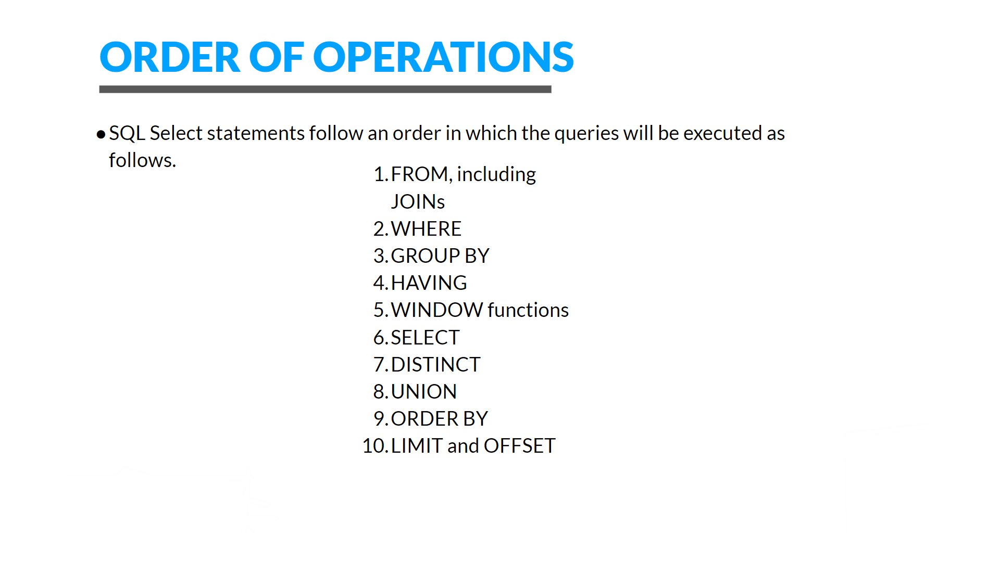 ORDER OF OPERATIONS
●SQL Select statements follow an order in which the queries will be executed as
follows.
1.FROM, including
JOINs
2.WHERE
3.GROUP BY
4.HAVING
5.WINDOW functions
6.SELECT
7.DISTINCT
8.UNION
9.ORDER BY
10.LIMIT and OFFSET